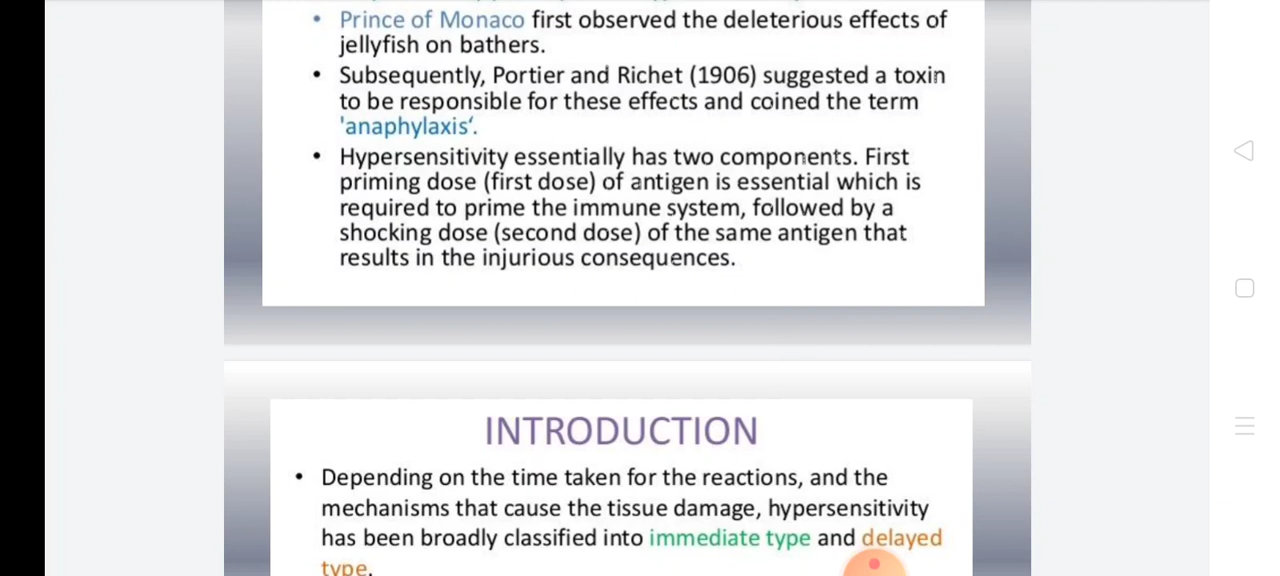 • Prince of Monaco first observed the deleterious effects of
jellyfish on bathers.
• Subsequently, Portier and Richet (1906) suggested a toxin
to be responsible for these effects and coined the term
'anaphylaxis‘.
• Hypersensitivity essentially has two components. First
priming dose (first dose) of antigen is essential which is
required to prime the immune system, followed by a
shocking dose (second dose) of the same antigen that
results in the injurious consequences.
INTRODUCTION
• Depending on the time taken for the reactions, and the
mechanisms that cause the tissue damage, hypersensitivity
has been broadly classified into immediate type and delayed
type.